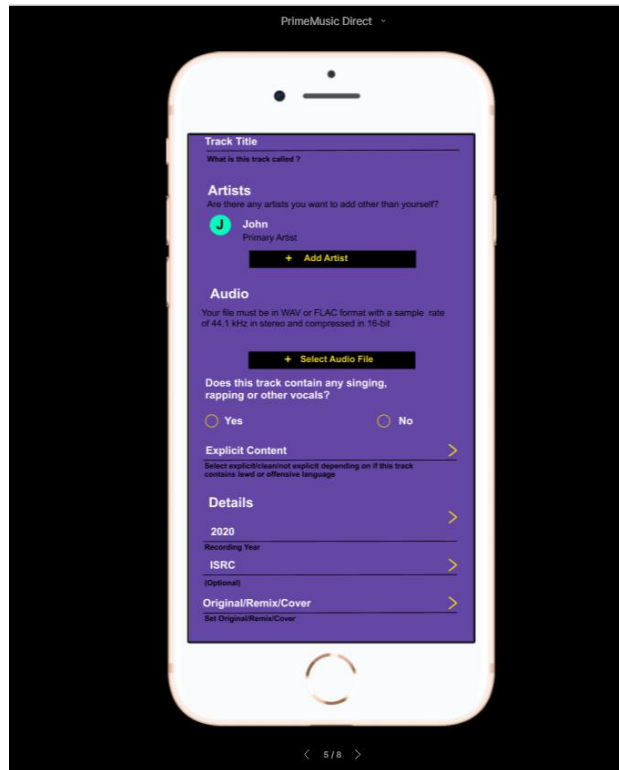 PrimeMusic Direct
Track Title
What is this track called ?
Artists
Are there any artists you want to add other than yourself?
J
John
Primary Artist
+ Add Artist
Audio
Your file must be in WAV or FLAC format with a sample rate
of 44.1 kHz in stereo and compressed in 16-bit
+ Select Audio File
Does this track contain any singing,
rapping or other vocals?
Yes No
Explicit Content
Select explicit/clean/not explicit depending on if this track
contains lewd or offensive language
Details
2020
Recording Year
ISRC
(Optional)
Original/Remix/Cover
Set Original/Remix/Cover
5 / 8